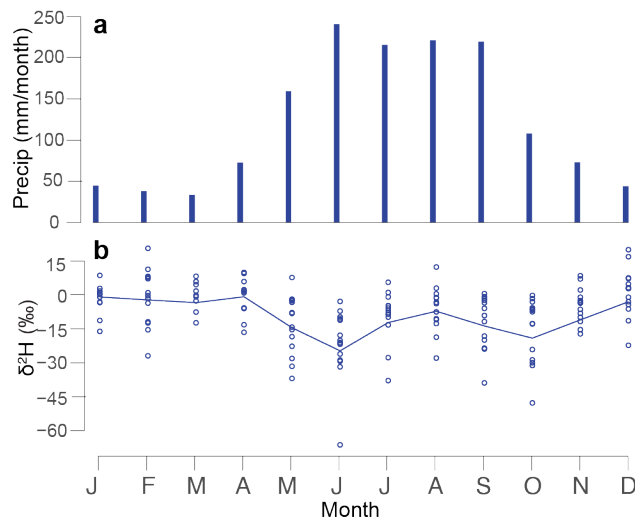 a
Precip (mm/month)
250
200
150
100
50
0
b
δ²H (‰)
15
0
−15
−30
−45
−60
J F M A M J J A S O N D
Month